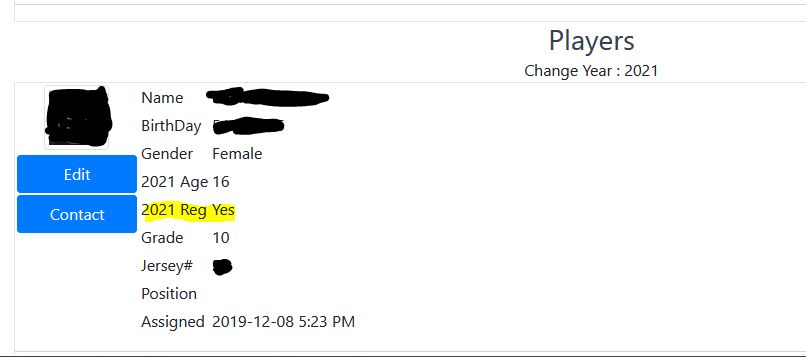 Players
Change Year : 2021
Name
BirthDay
Gender Female
2021 Age 16
2021 Reg Yes
Grade 10
Jersey#
Position
Assigned 2019-12-08 5:23 PM
Edit
Contact